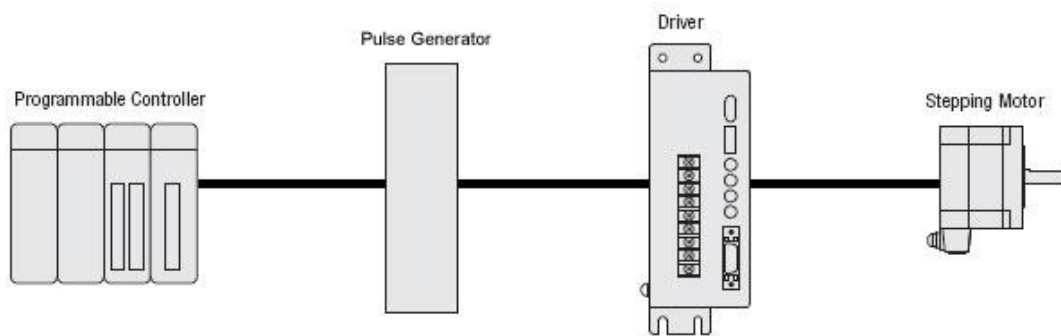 Programmable Controller
Pulse Generator
Driver
Stepping Motor